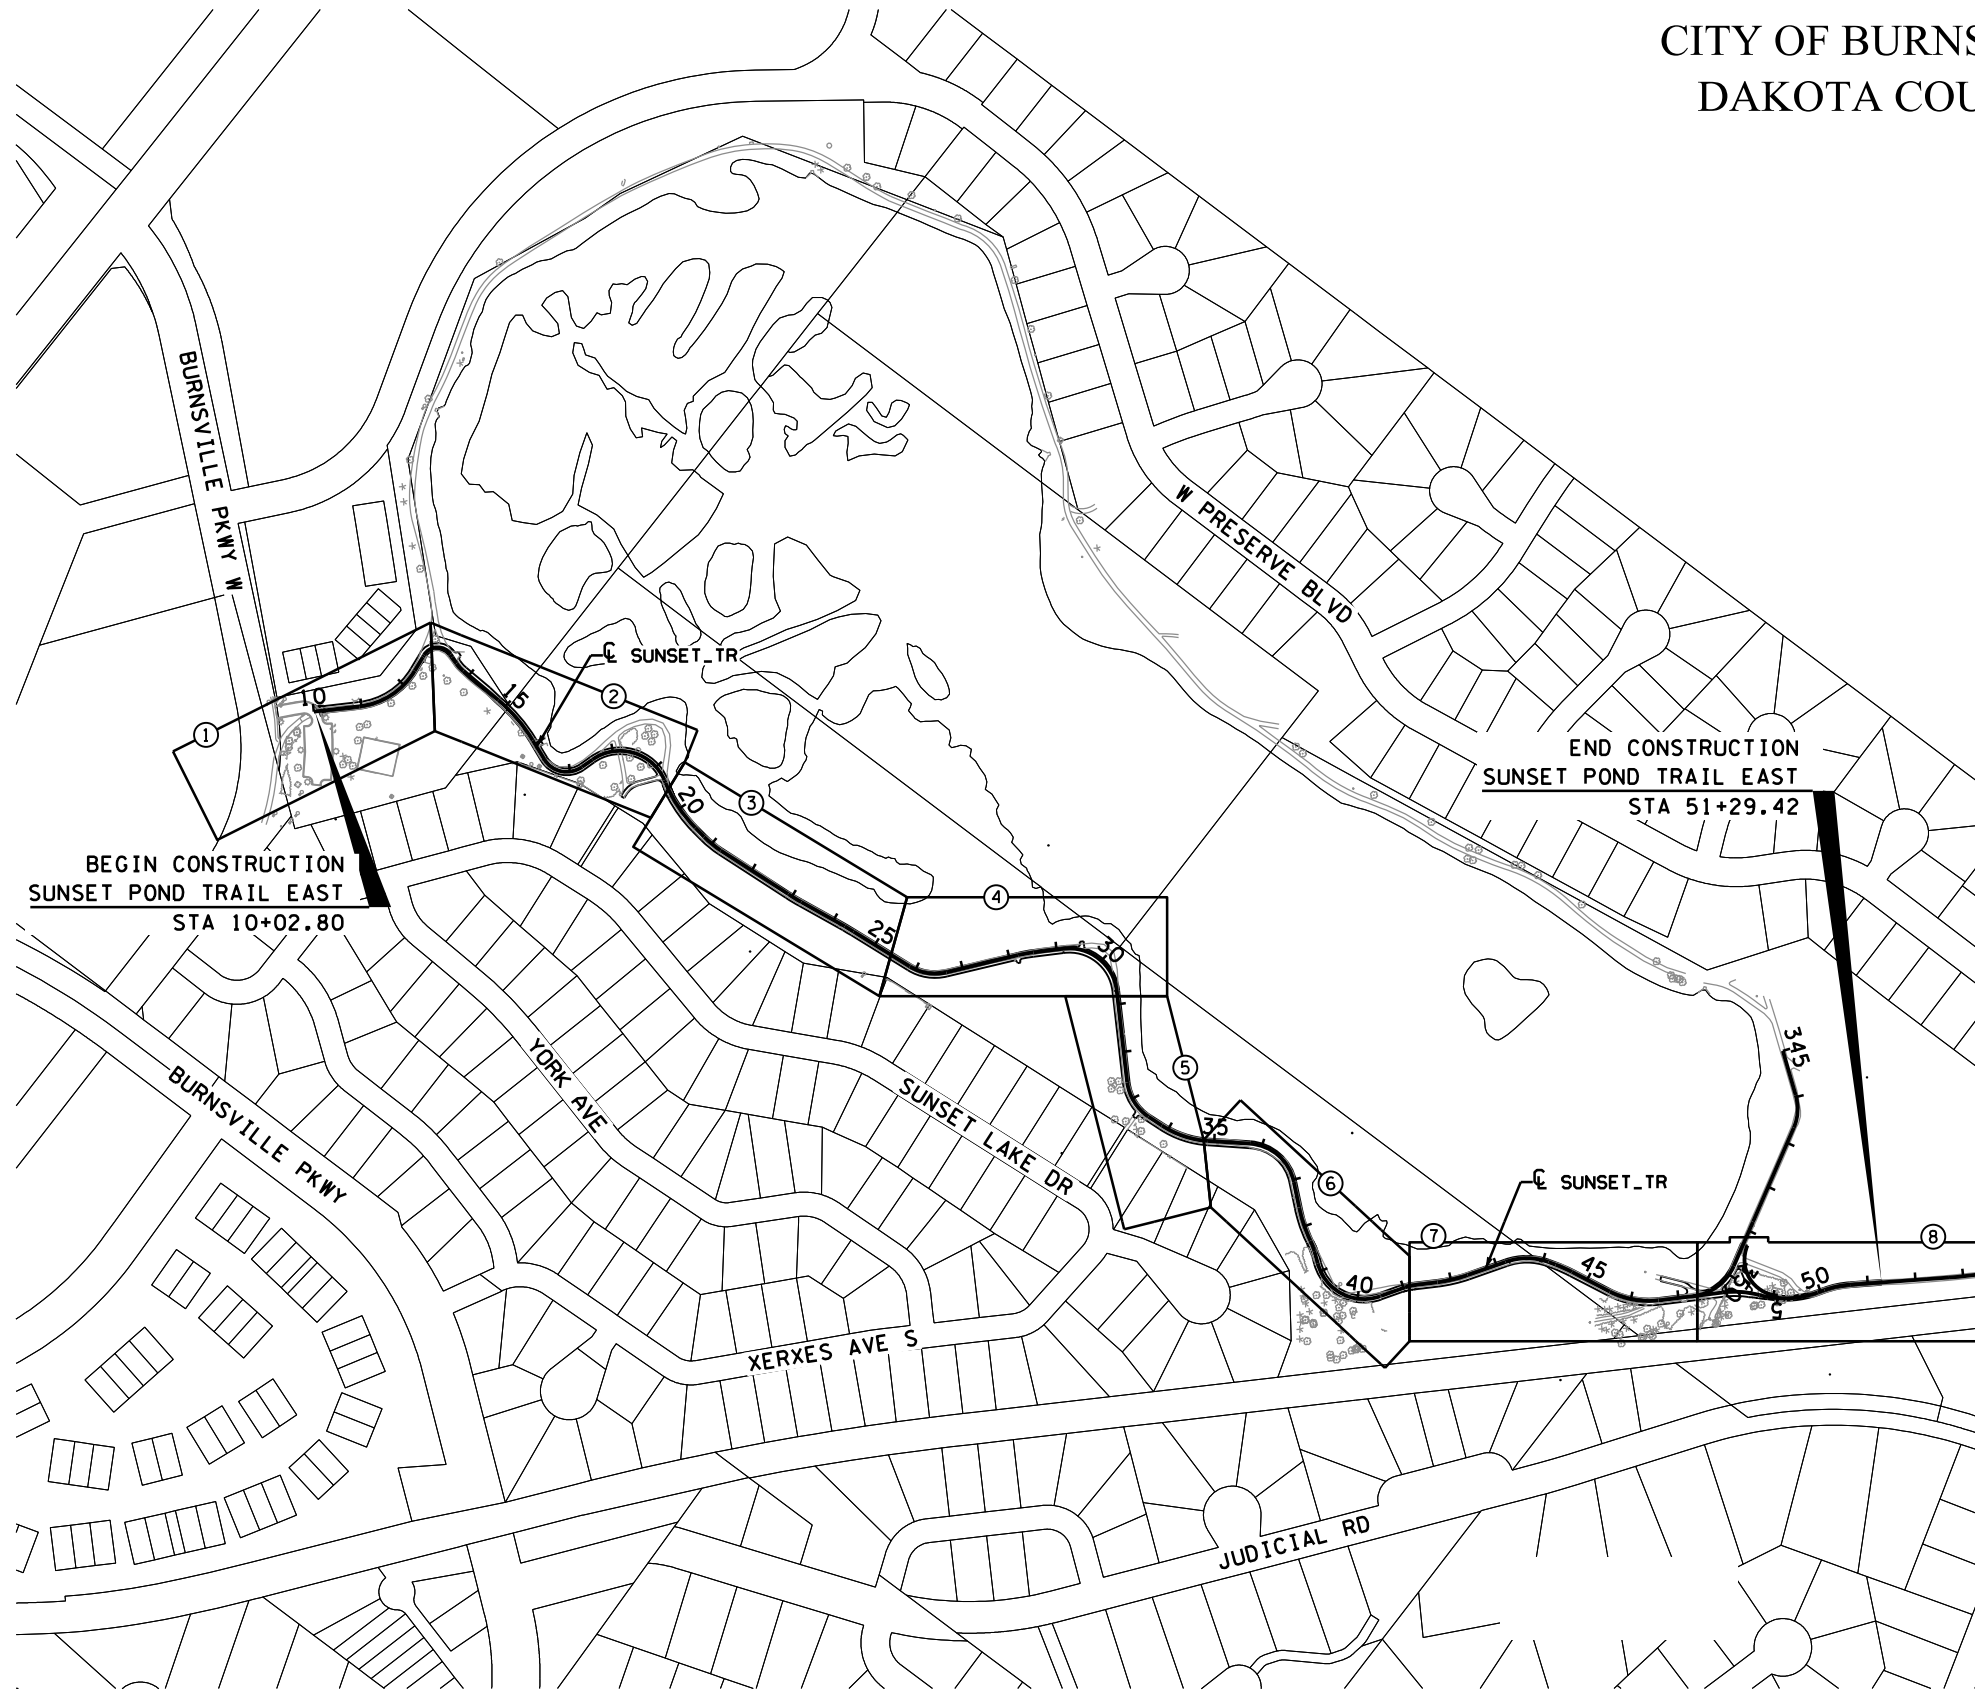 CITY OF BURNS
DAKOTA COU
BURNSVILLE PKWY W
W PRESERVE BLVD
℄ SUNSET_TR
10
15
1
2
20
3
END CONSTRUCTION
SUNSET POND TRAIL EAST
STA 51+29.42
BEGIN CONSTRUCTION
SUNSET POND TRAIL EAST
STA 10+02.80
25
4
30
345
5
YORK AVE
BURNSVILLE PKWY
SUNSET LAKE DR
35
6
℄ SUNSET_TR
7
8
40
45
50
5
XERXES AVE S
JUDICIAL RD